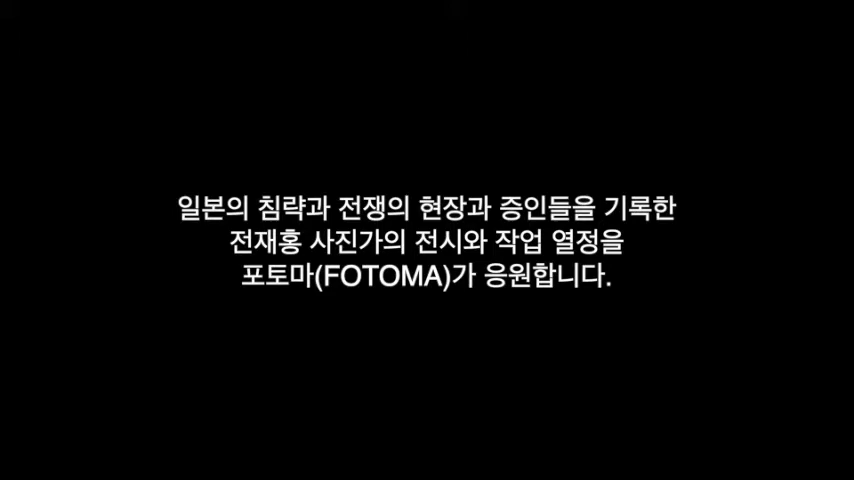 일본의 침략과 전쟁의 현장과 증인들을 기록한
전재홍 사진가의 전시와 작업 열정을
포토마(FOTOMA)가 응원합니다.